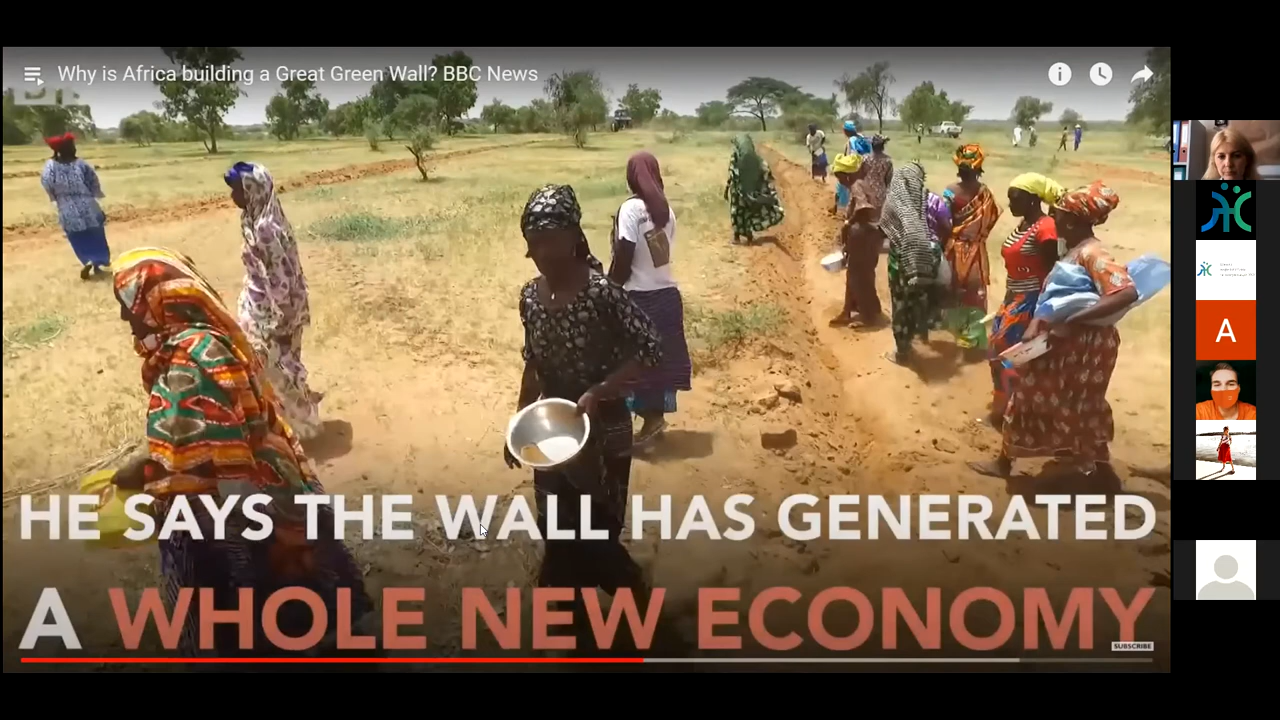 Why is Africa building a Great Green Wall? BBC News
HE SAYS THE WALL HAS GENERATED
A WHOLE NEW ECONOMY
SUBSCRIBE
A